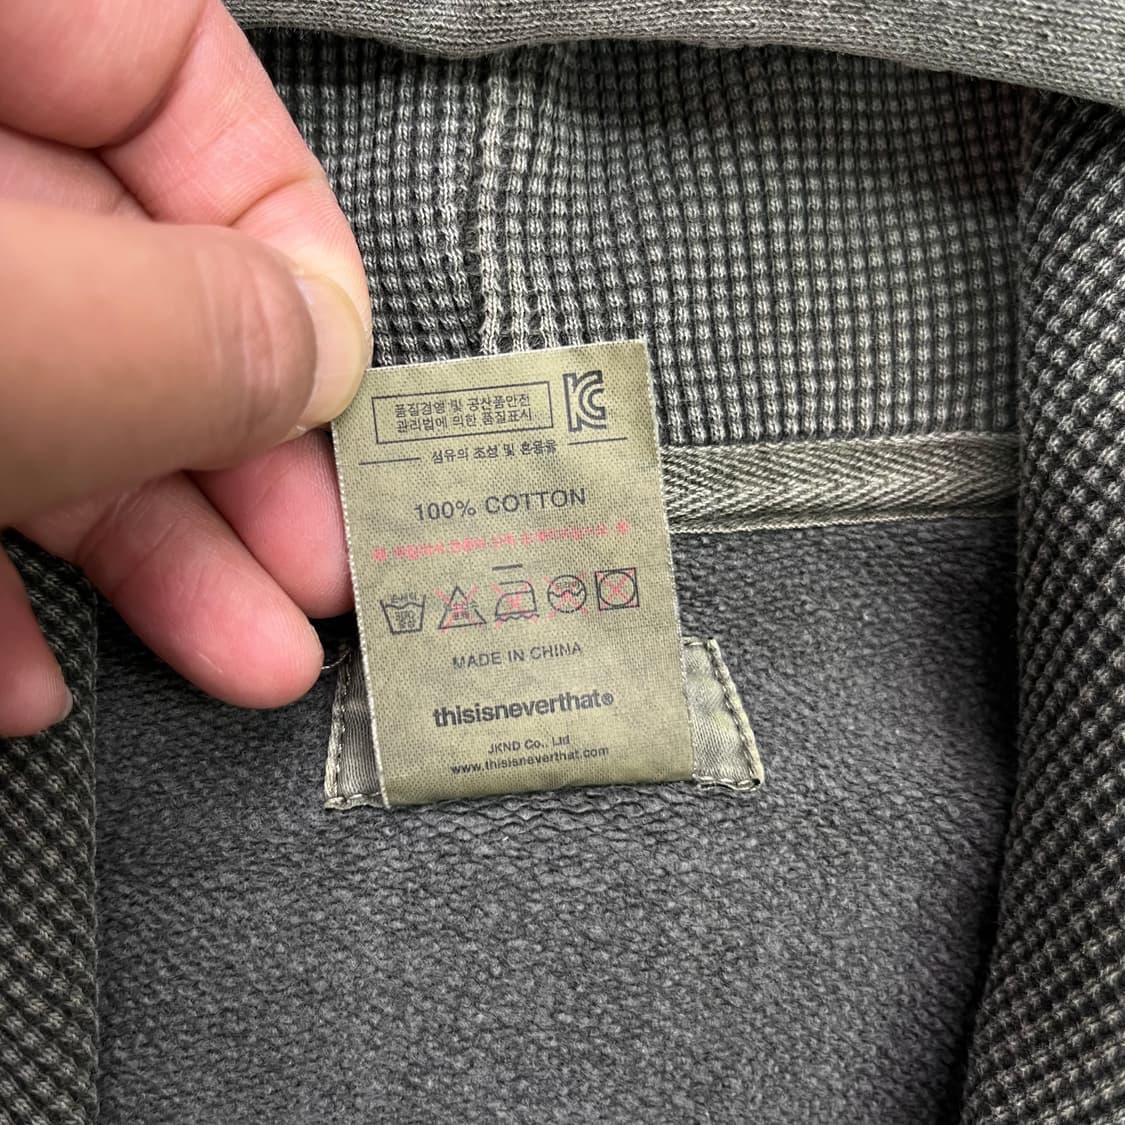 품질경영 및 공산품안전
관리법에 의한 품질표시
섬유의 조성 및 혼용율
100% COTTON
MADE IN CHINA
thisisneverthat®
JKND Co., Ltd
www.thisisneverthat.com